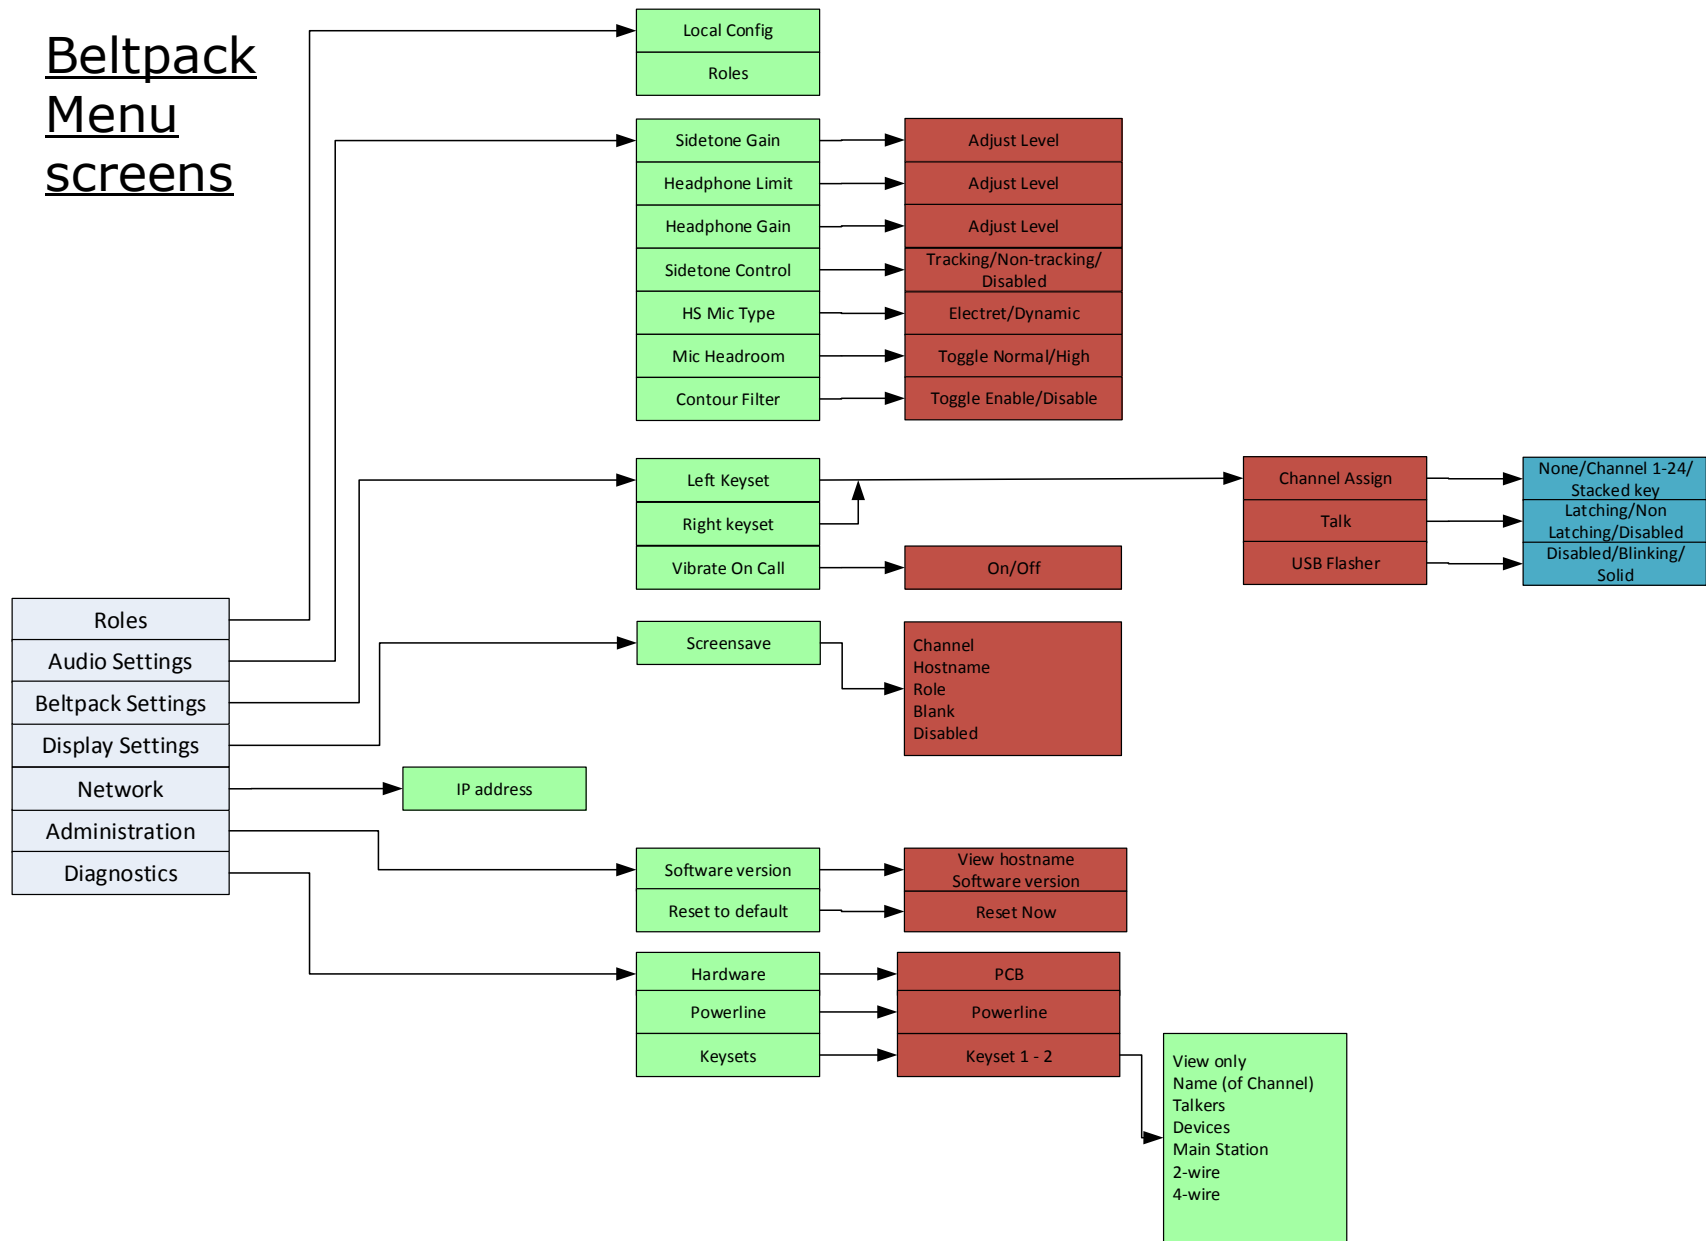 Beltpack
Menu
screens
Local Config
Roles
Sidetone Gain
Adjust Level
Headphone Limit
Adjust Level
Headphone Gain
Adjust Level
Sidetone Control
Tracking/Non-tracking/
Disabled
HS Mic Type
Electret/Dynamic
Mic Headroom
Toggle Normal/High
Contour Filter
Toggle Enable/Disable
Left Keyset
Channel Assign
None/Channel 1-24/
Stacked key
Right keyset
Talk
Latching/Non
Latching/Disabled
Vibrate On Call
On/Off
USB Flasher
Disabled/Blinking/
Solid
Roles
Audio Settings
Beltpack Settings
Display Settings
Network
Administration
Diagnostics
Screensave
Channel
Hostname
Role
Blank
Disabled
IP address
Software version
View hostname
Software version
Reset to default
Reset Now
Hardware
PCB
Powerline
Powerline
Keysets
Keyset 1 - 2
View only
Name (of Channel)
Talkers
Devices
Main Station
2-wire
4-wire